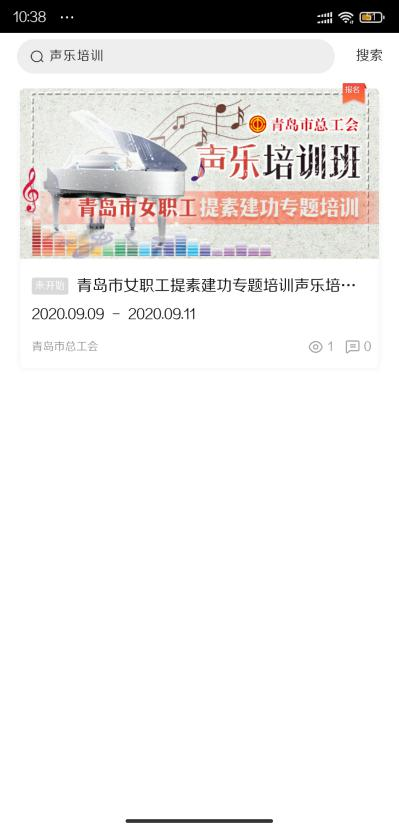 10:38 ...
声乐培训 搜索
报名
青岛市总工会
声乐培训班
青岛市女职工提素建功专题培训
未开始 青岛市女职工提素建功专题培训声乐培…
2020.09.09 - 2020.09.11
青岛市总工会 1 0